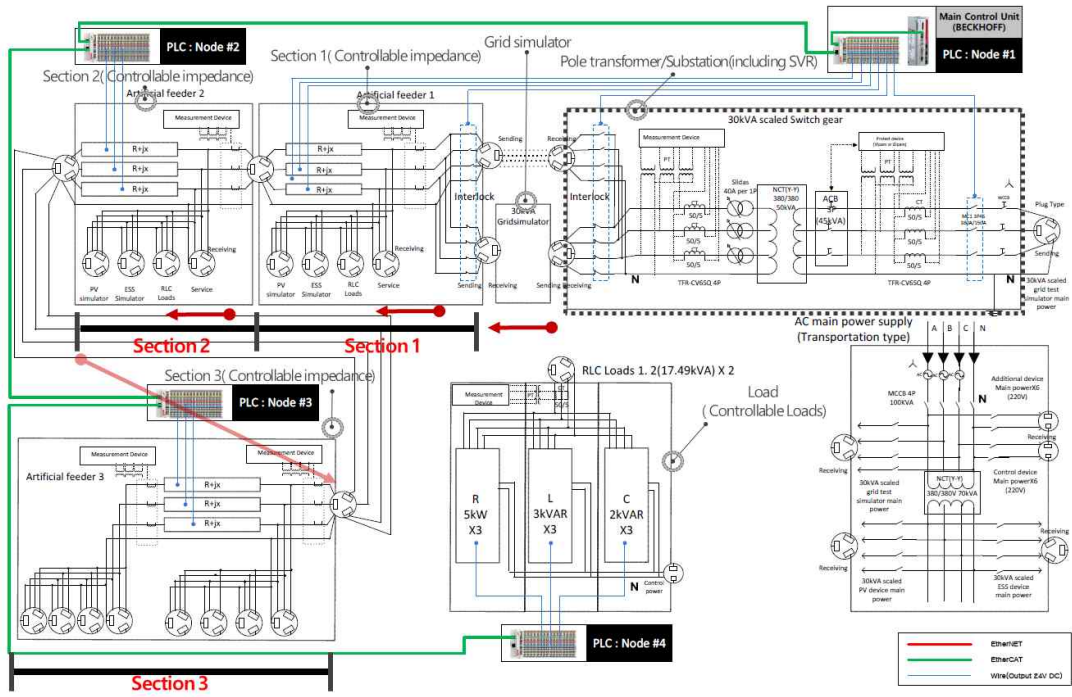 Main Control Unit
(BECKHOFF)
PLC : Node #1
PLC : Node #2
Section 2( Controllable impedance)
Artificial feeder 2
Section 1( Controllable impedance)
Artificial feeder 1
Grid simulator
Pole transformer/Substation(including SVR)
30kVA scaled Switch gear
Measurement Device
Measurement Device
Measurement Device
R+jx
R+jx
R+jx
R+jx
R+jx
R+jx
Sending
Receiving
Interlock
Interlock
30kVA
Gridsimulator
PT
PT
CT
50/5
50/5
50/5
50/5
50/5
50/5
Slidas
40A per 1P
NCT(Y-Y)
380/380
50kVA
ACB
3P
(45kVA)
MCCB
Plug Type
Sending
N
N
TFR-CV6SQ 4P
TFR-CV6SQ 4P
30kVA scaled
grid test
simulator main
power
Receiving
PV
simulator
ESS
Simulator
RLC
Loads
Service
Receiving
PV
simulator
ESS
Simulator
RLC
Loads
Service
Sending
Receiving
Sending
Receiving
Section 2
Section 1
AC main power supply
(Transportation type)
A
B
C
N
Section 3( Controllable impedance)
PLC : Node #3
Measurement Device
Measurement Device
Artificial feeder 3
R+jx
R+jx
R+jx
RLC Loads 1. 2(17.49kVA) X 2
Measurement
Device
PT
50/5
Load
( Controllable Loads)
R
5kW
X3
L
3kVAR
X3
C
2kVAR
X3
N
Control
power
PLC : Node #4
MCCB 4P
100KVA
N
Additional device
Main powerX6
(220V)
Receiving
Receiving
Control device
Main powerX6
(220V)
30kVA scaled
grid test
simulator main
power
NCT(Y-Y)
380/380V 70kVA
Receiving
Receiving
30kVA scaled
PV device main
power
30kVA scaled
ESS device
main power
Section 3
EtherNET
EtherCAT
Wire(Output 24V DC)